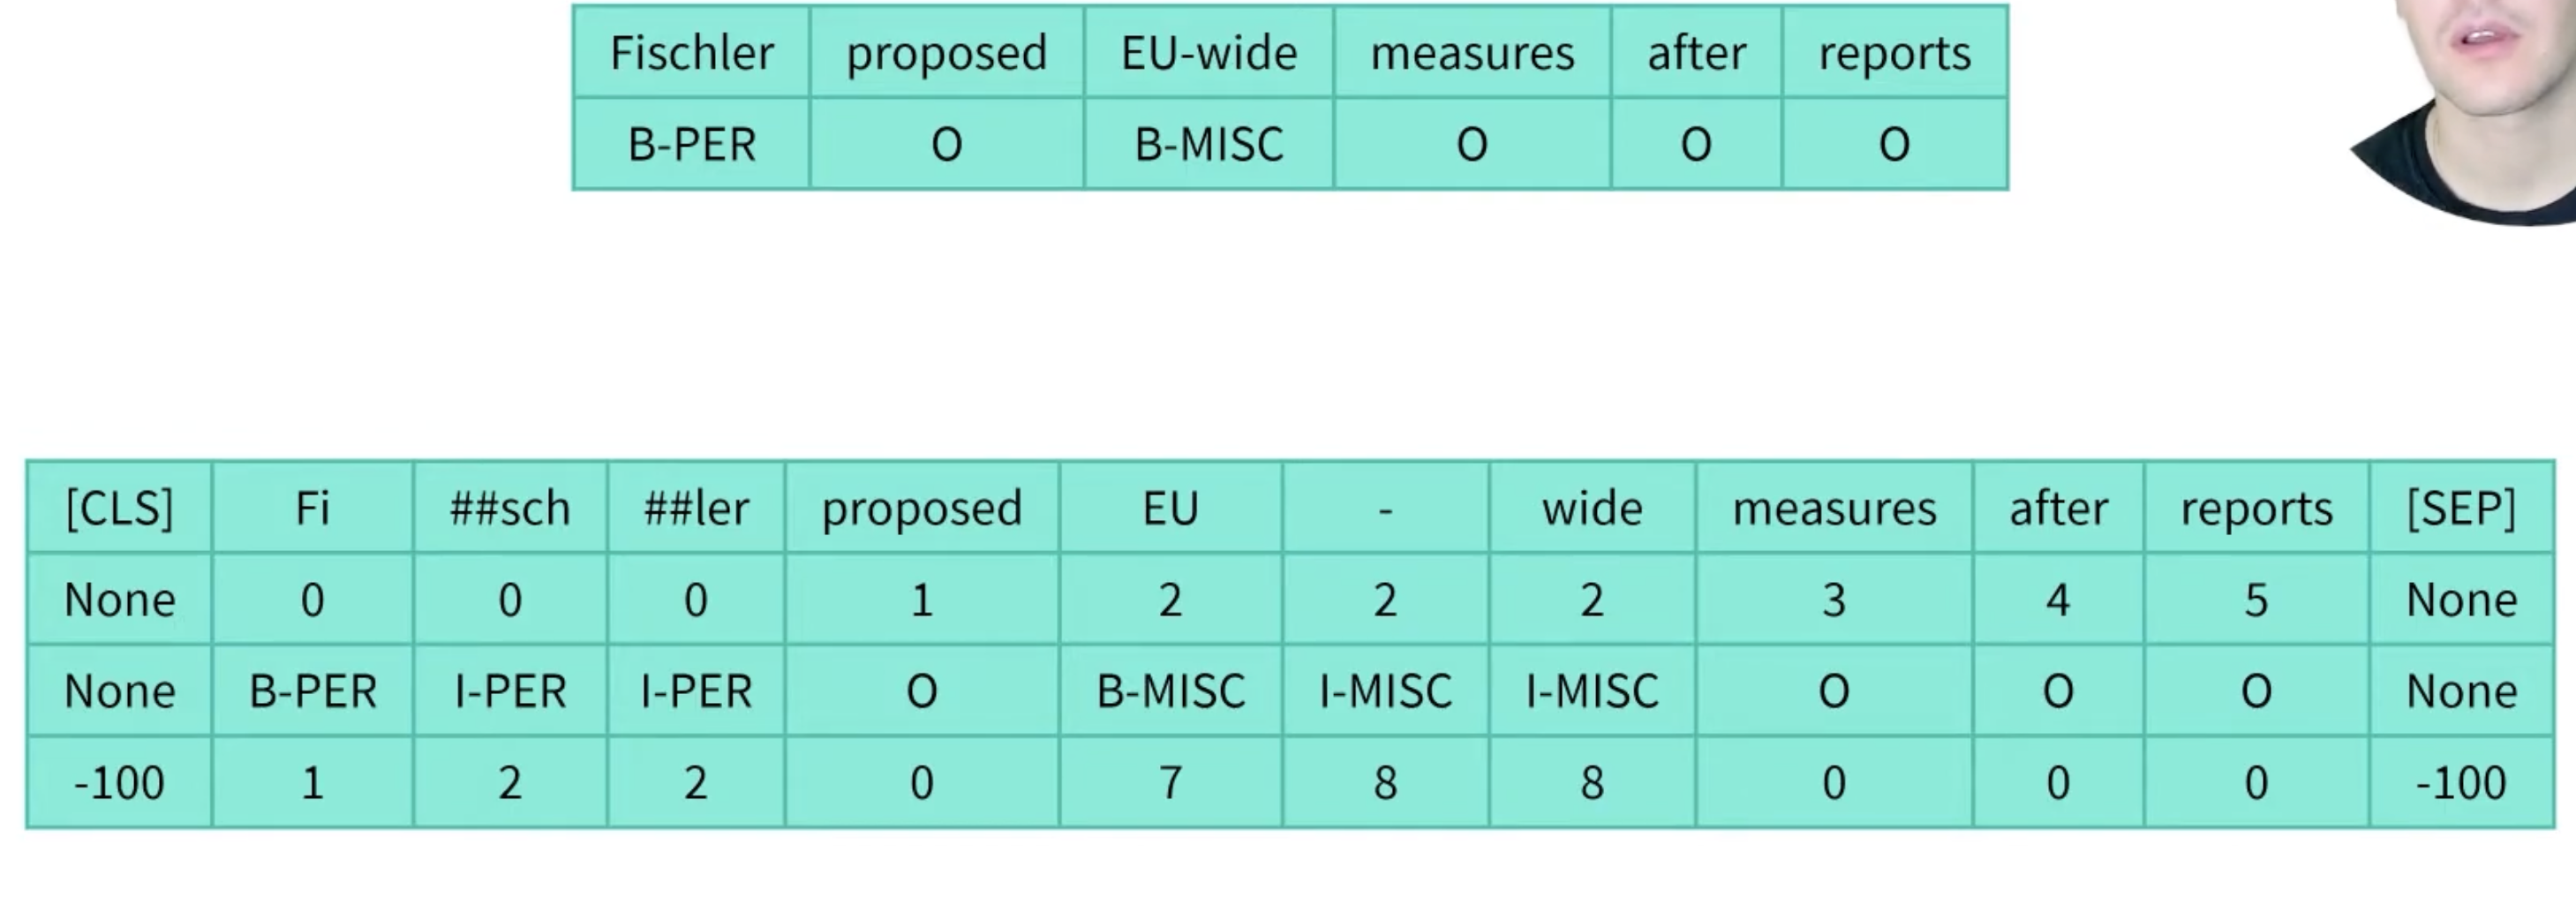 Fischler proposed EU-wide measures after reports
B-PER O B-MISC O O O
[CLS] Fi ##sch ##ler proposed EU - wide measures after reports [SEP]
None 0 0 0 1 2 2 2 3 4 5 None
None B-PER I-PER I-PER O B-MISC I-MISC I-MISC O O O None
-100 1 2 2 0 7 8 8 0 0 0 -100